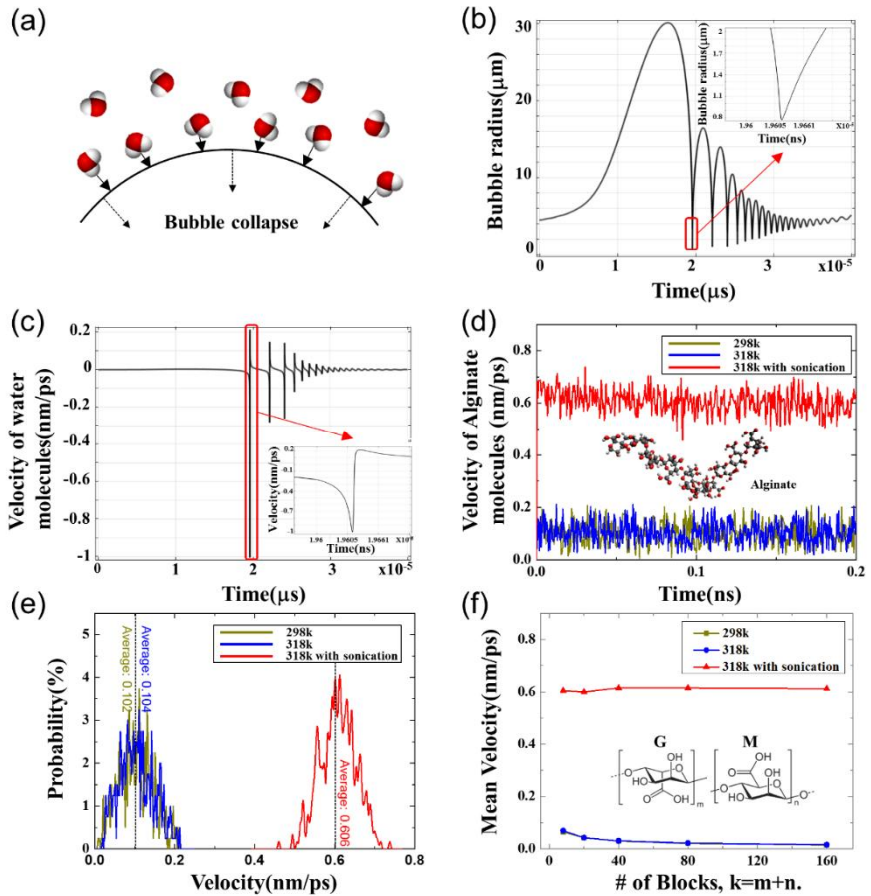 (a)
Bubble collapse
(b)
Bubble radius(μm)
30
20
10
0
0
1
2
3
x10⁻⁵
Time(μs)
Bubble radius(μm)
2
1.8
1.4
1.2
0.8
1.96
1.9605
1.9661
Time(ns)
(c)
Velocity of water
molecules(nm/ps)
0.2
0
-0.2
-0.4
-0.6
-0.8
-1
0
1
2
3
x10⁻⁵
Time(μs)
Velocity(nm/ps)
0.2
-0.2
-0.4
-0.8
-1
1.96
1.9605
1.9661
Time(ns)
(d)
Velocity of Alginate
molecules (nm/ps)
0.8
0.6
0.4
0.2
0.0
298k
318k
318k with sonication
Alginate
0.0
0.1
0.2
Time(ns)
(e)
Probability(%)
5
4
3
2
1
0
298k
318k
318k with sonication
Average: 0.102
Average: 0.104
Average: 0.606
0.0
0.2
0.4
0.6
0.8
Velocity(nm/ps)
(f)
Mean Velocity(nm/ps)
0.8
0.6
0.4
0.2
0.0
298k
318k
318k with sonication
G
M
O
OH
HO
O
O
OH
m
O
OH
O
HO
OH
O
O
n
0
40
80
120
160
# of Blocks, k=m+n.